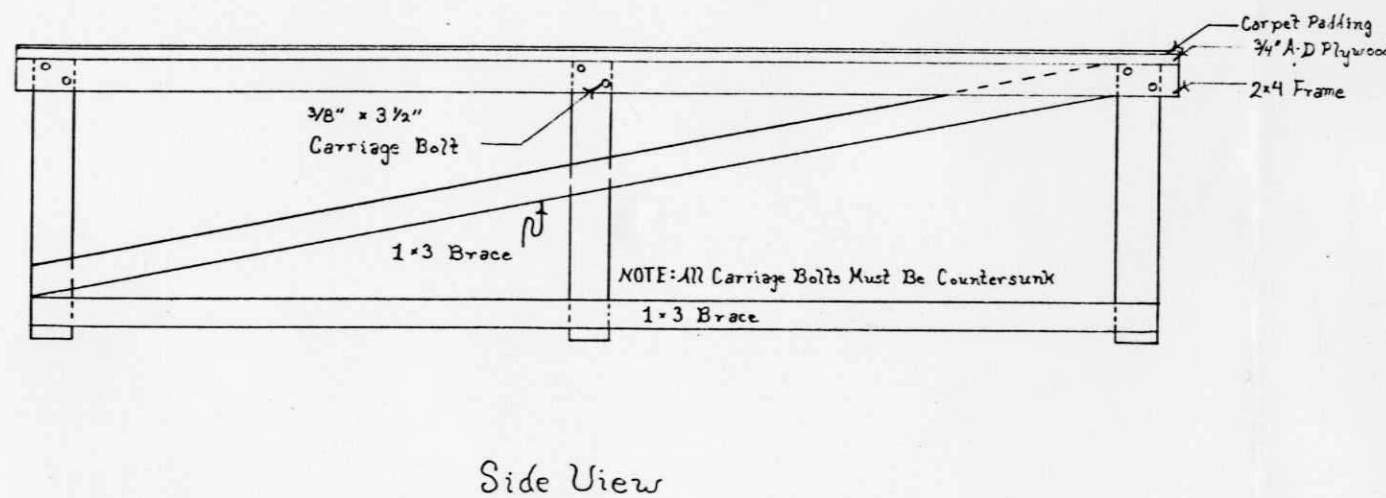 Carpet Padding
3/4" A-D Plywood
2x4 Frame
3/8" x 3 1/2"
Carriage Bolt
1x3 Brace
NOTE: All Carriage Bolts Must Be Countersunk
1x3 Brace
Side View